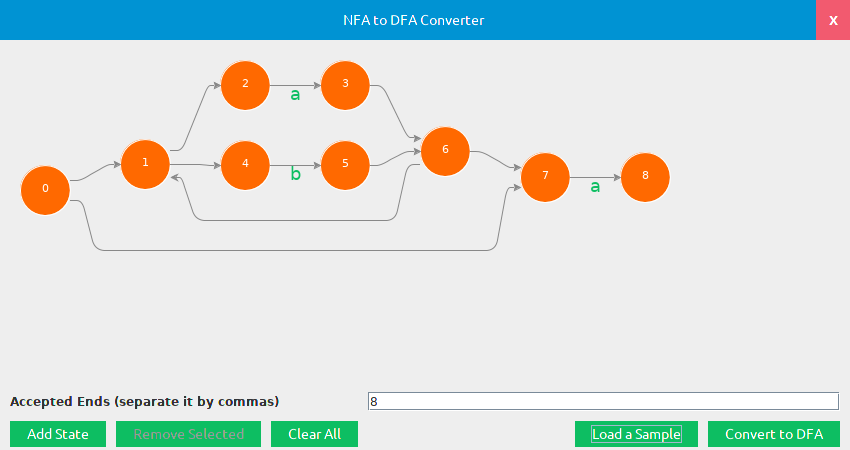 NFA to DFA Converter
x
2
3
a
1
4
5
b
6
0
7
8
a
Accepted Ends (separate it by commas)
8
Add State
Remove Selected
Clear All
Load a Sample
Convert to DFA